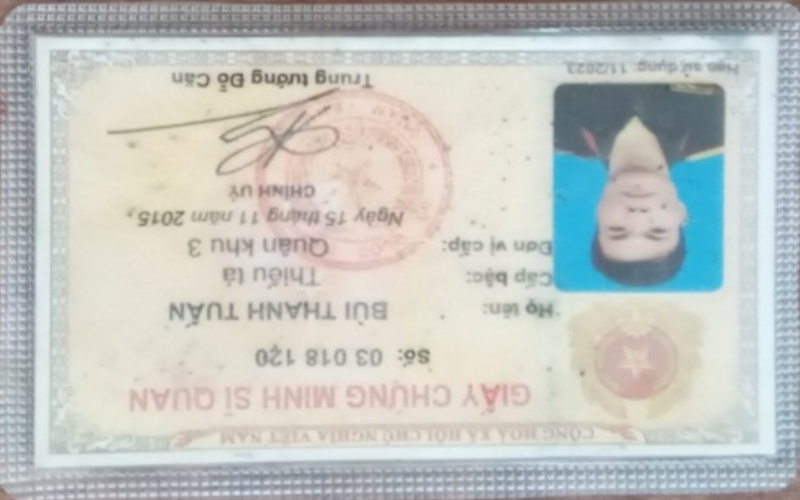 CỘNG HOÀ XÃ HỘI CHỦ NGHĨA VIỆT NAM
GIẤY CHỨNG MINH SĨ QUAN
Số: 03 018 120
Họ tên: BÙI THANH TUẤN
Cấp bậc: Thiếu tá
Đơn vị cấp: Quân khu 3
Ngày 15 tháng 11 năm 2015
CHÍNH UỶ
Trung tướng Đỗ Căn
Hạn sử dụng: 11/2023